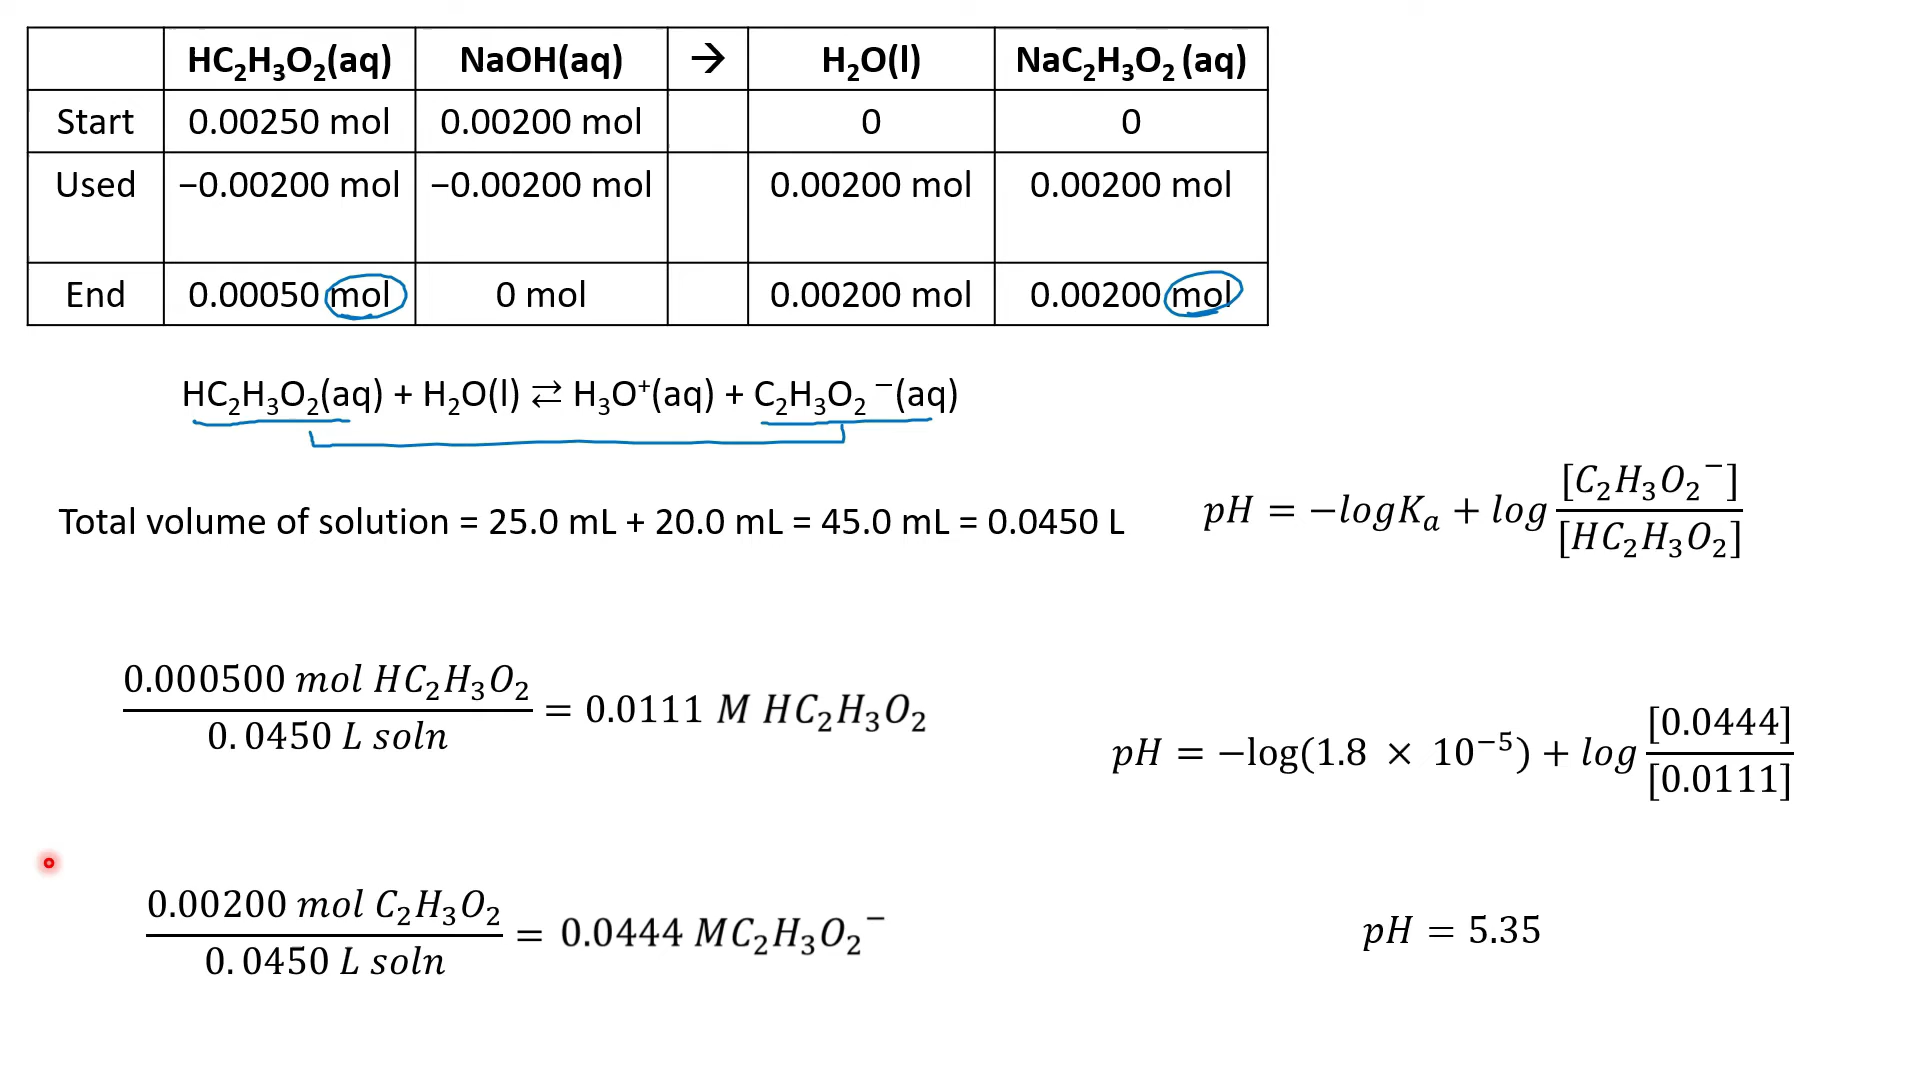 HC₂H₃O₂(aq) NaOH(aq) → H₂O(l) NaC₂H₃O₂ (aq)
Start 0.00250 mol 0.00200 mol 0 0
Used −0.00200 mol −0.00200 mol 0.00200 mol 0.00200 mol
End 0.00050 mol 0 mol 0.00200 mol 0.00200 mol
HC₂H₃O₂(aq) + H₂O(l) ⇄ H₃O⁺(aq) + C₂H₃O₂ ⁻(aq)
Total volume of solution = 25.0 mL + 20.0 mL = 45.0 mL = 0.0450 L
pH = −logKₐ + log [C₂H₃O₂⁻] / [HC₂H₃O₂]
0.000500 mol HC₂H₃O₂ / 0.0450 L soln = 0.0111 M HC₂H₃O₂
pH = −log(1.8 × 10⁻⁵) + log [0.0444] / [0.0111]
0.00200 mol C₂H₃O₂ / 0.0450 L soln = 0.0444 MC₂H₃O₂⁻
pH = 5.35